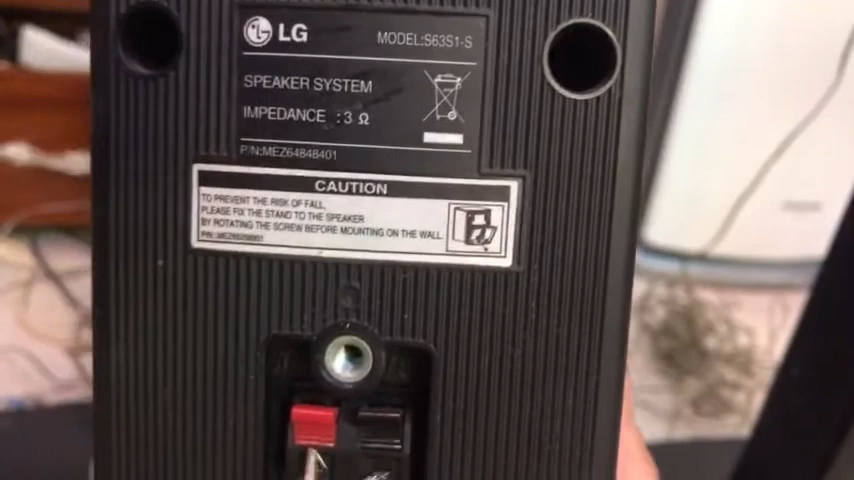 LG
MODEL:S63S1-S
SPEAKER SYSTEM
IMPEDANCE : 3 Ω
P/N:MEZ64848401
CAUTION
TO PREVENT THE RISK OF FALL,
PLEASE FIX THE STAND TO THE SPEAKER
BY ROTATING THE SCREW BEFORE MOUNTING ON THE WALL.